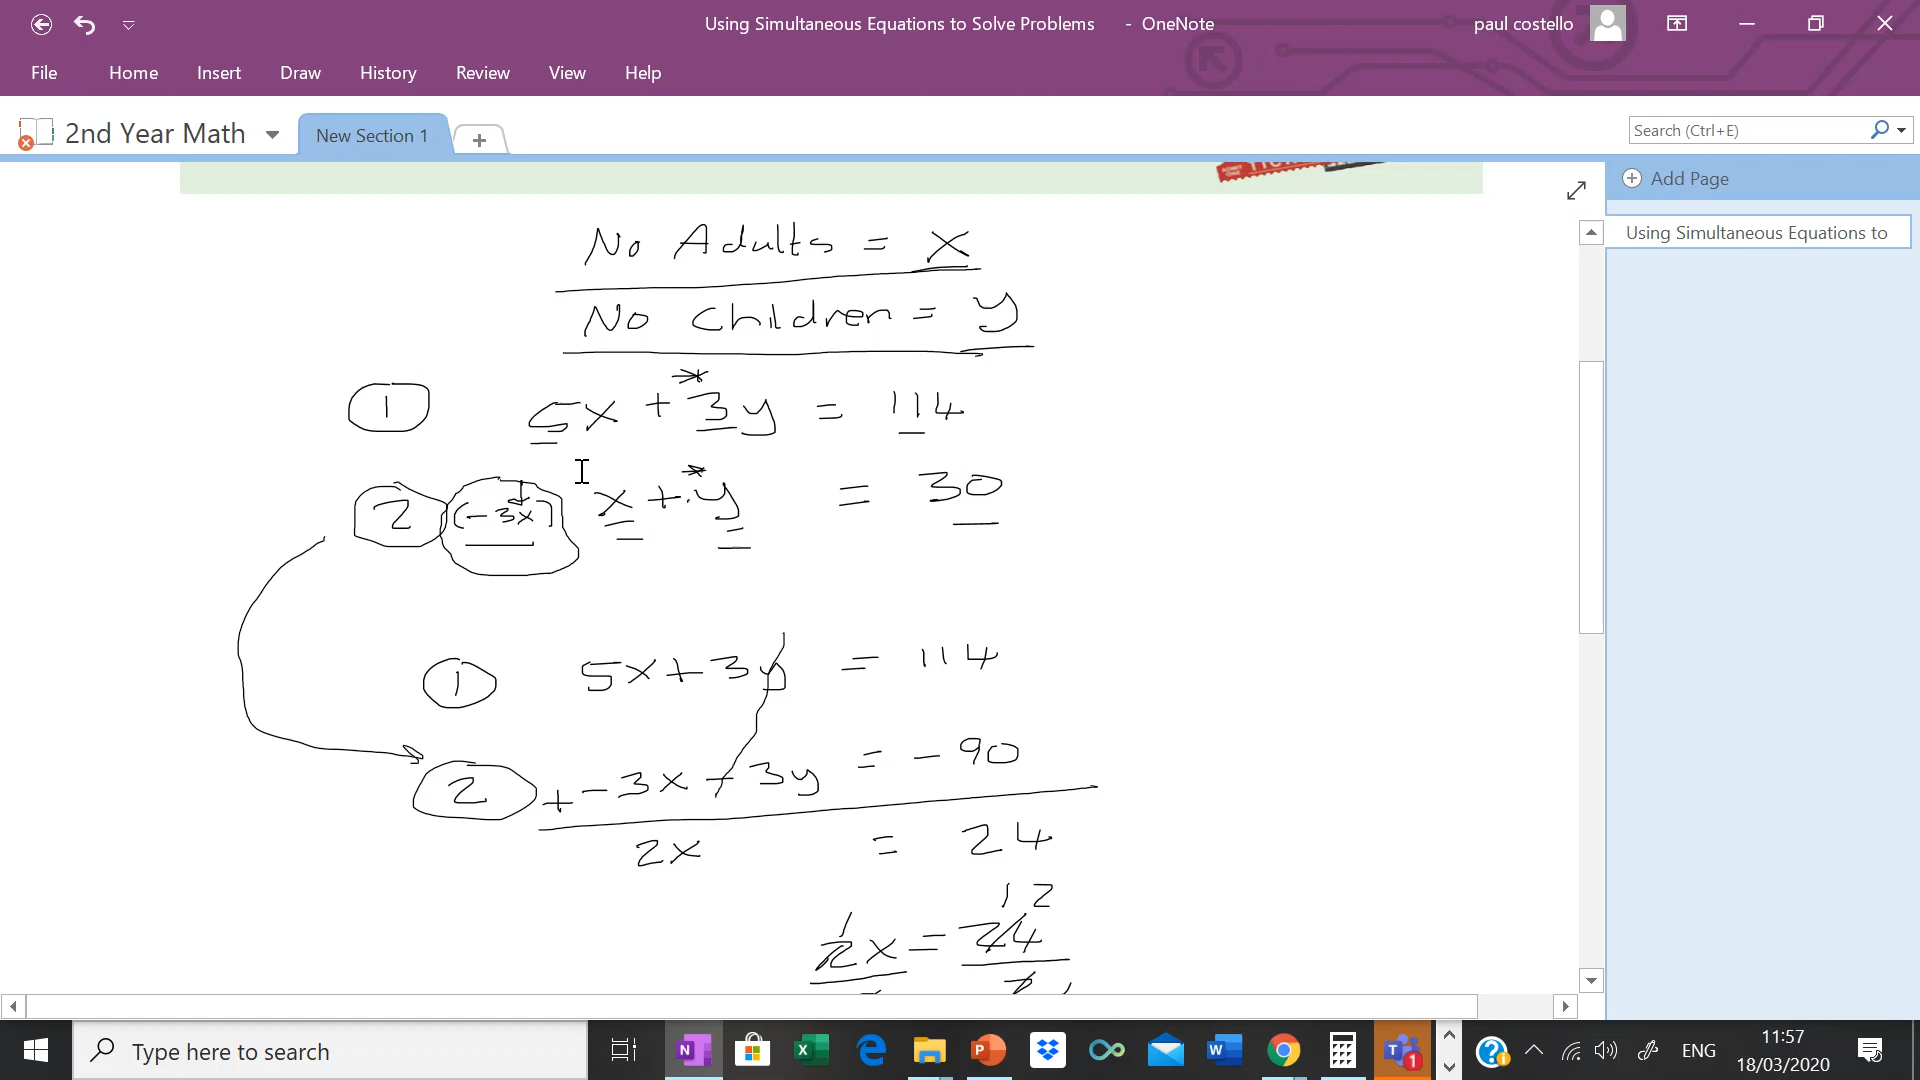 Using Simultaneous Equations to Solve Problems - OneNote
paul costello
File Home Insert Draw History Review View Help
2nd Year Math
New Section 1
+
Search (Ctrl+E)
Add Page
Using Simultaneous Equations to
No Adults = x
No Children = y
1 5x + 3y = 114
2 (-3x) x + y = 30
1 5x + 3y = 114
2 + -3x - 3y = -90
2x = 24
1 12
2x = 24
Type here to search
ENG
11:57
18/03/2020
1